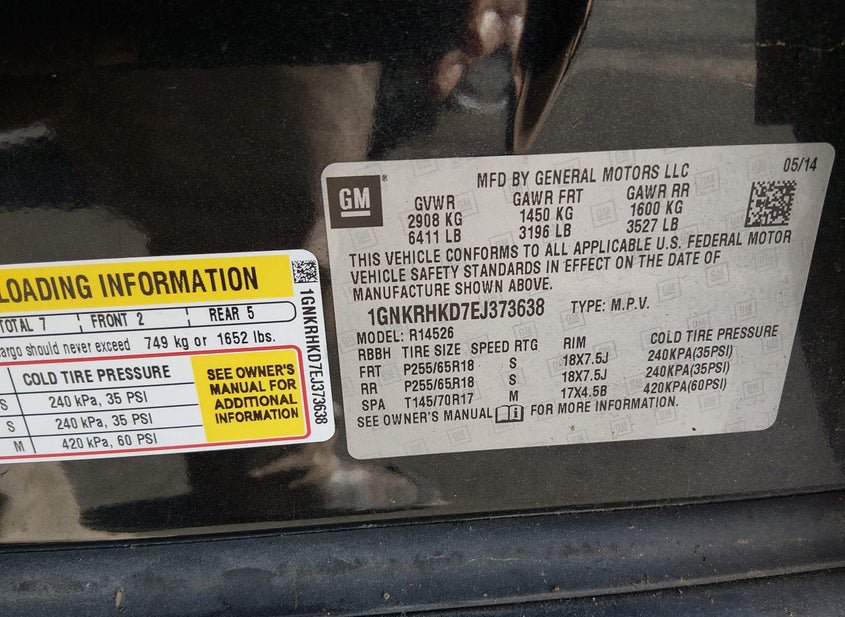 LOADING INFORMATION
TOTAL 7 FRONT 2 REAR 5
cargo should never exceed 749 kg or 1652 lbs.
COLD TIRE PRESSURE
S 240 kPa, 35 PSI
S 240 kPa, 35 PSI
M 420 kPa, 60 PSI
SEE OWNER'S
MANUAL FOR
ADDITIONAL
INFORMATION
1GNKRHKD7EJ373638
GM ®
MFD BY GENERAL MOTORS LLC
05/14
GVWR GAWR FRT GAWR RR
2908 KG 1450 KG 1600 KG
6411 LB 3196 LB 3527 LB
THIS VEHICLE CONFORMS TO ALL APPLICABLE U.S. FEDERAL MOTOR
VEHICLE SAFETY STANDARDS IN EFFECT ON THE DATE OF
MANUFACTURE SHOWN ABOVE.
1GNKRHKD7EJ373638 TYPE: M.P.V.
MODEL: R14526
RBBH TIRE SIZE SPEED RTG RIM COLD TIRE PRESSURE
FRT P255/65R18 S 18X7.5J 240KPA(35PSI)
RR P255/65R18 S 18X7.5J 240KPA(35PSI)
SPA T145/70R17 M 17X4.5B 420KPA(60PSI)
SEE OWNER'S MANUAL FOR MORE INFORMATION.